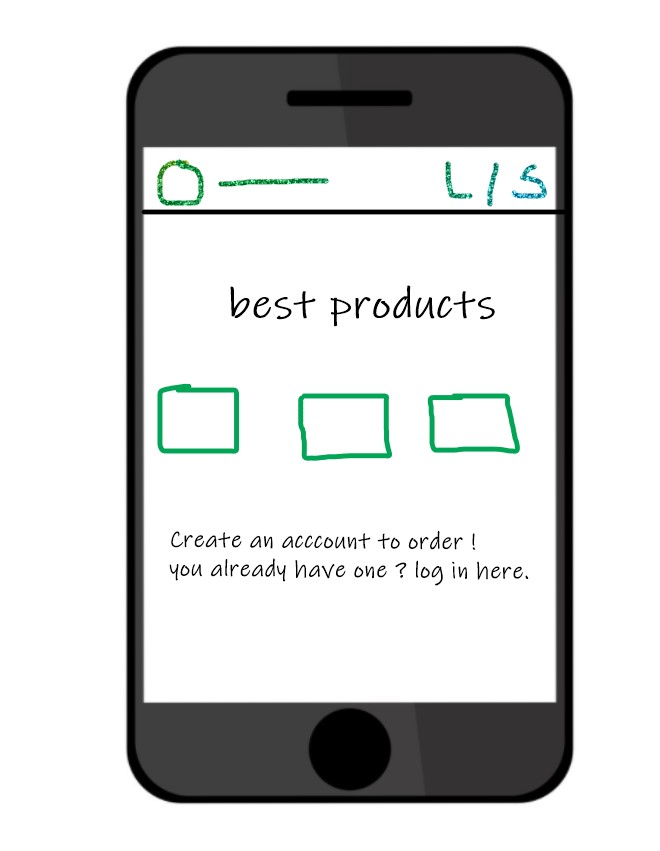 L/S
best products
Create an acccount to order !
you already have one ? log in here.